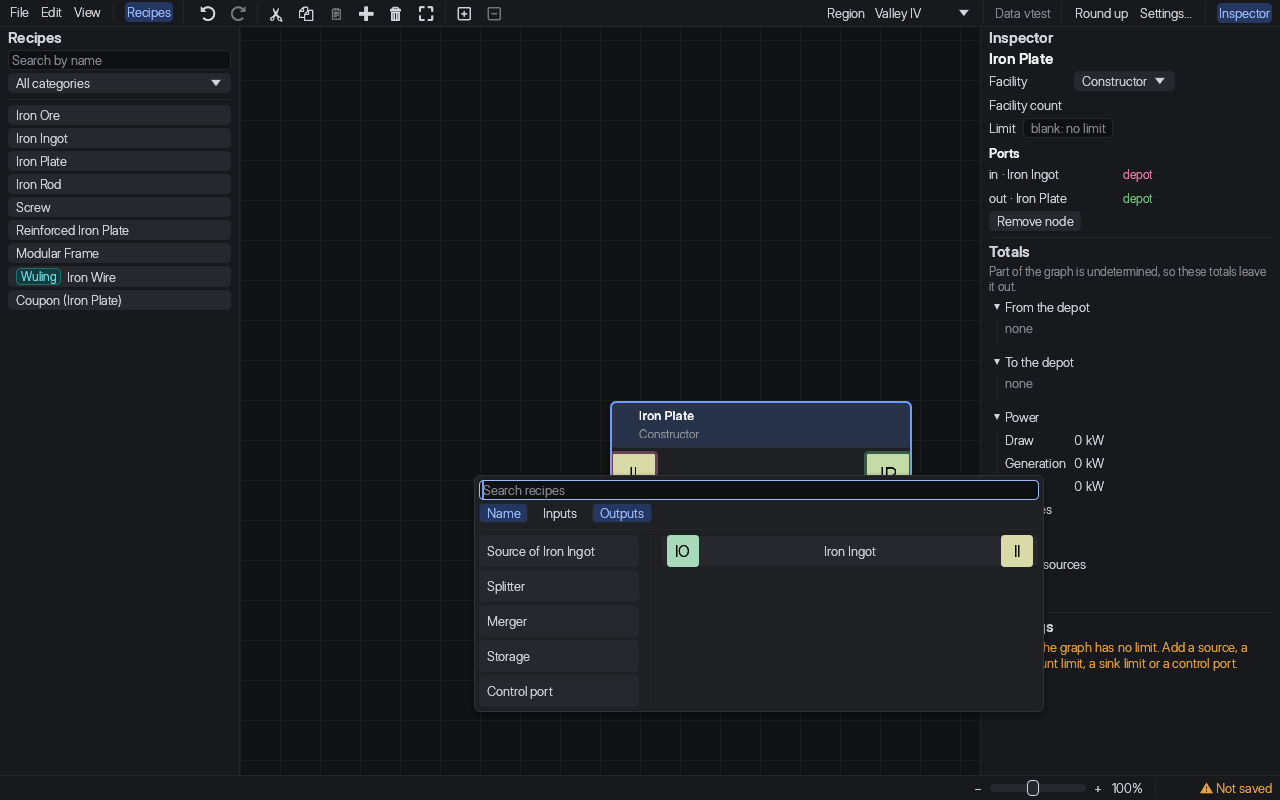 File Edit View Recipes Region Valley IV Data vtest Round up Settings... Inspector
Recipes
Search by name
All categories
Iron Ore
Iron Ingot
Iron Plate
Iron Rod
Screw
Reinforced Iron Plate
Modular Frame
Wuling Iron Wire
Coupon (Iron Plate)
Iron Plate
Constructor
Search recipes
Name Inputs Outputs
Source of Iron Ingot
Splitter
Merger
Storage
Control port
IO Iron Ingot II
Inspector
Iron Plate
Facility Constructor
Facility count
Limit blank: no limit
Ports
in · Iron Ingot depot
out · Iron Plate depot
Remove node
Totals
Part of the graph is undetermined, so these totals leave
it out.
From the depot
none
To the depot
none
Power
Draw 0 kW
Generation 0 kW
0 kW
sources
he graph has no limit. Add a source, a
unt limit, a sink limit or a control port.
− + 100% Not saved